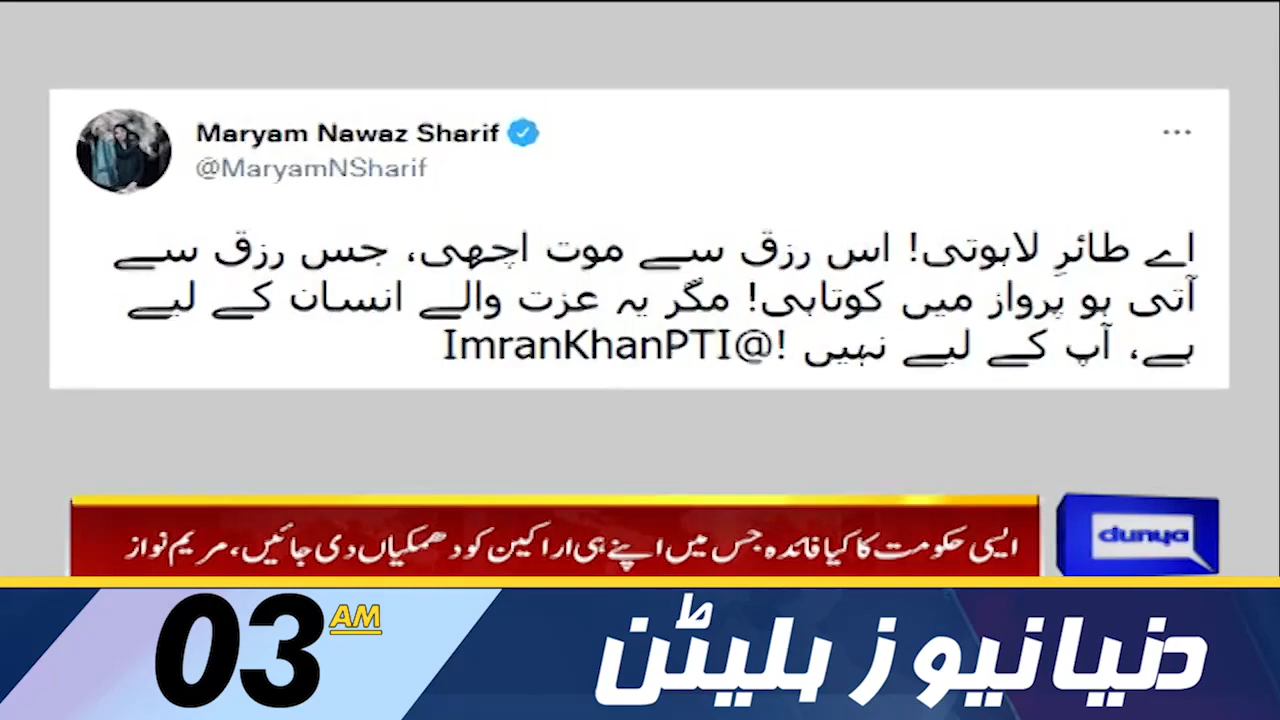 Maryam Nawaz Sharif
@MaryamNSharif
اے طائرِ لاہوتی! اس رزق سے موت اچھی، جس رزق سے
آتی ہو پرواز میں کوتاہی! مگر یہ عزت والے انسان کے لیے
ہے، آپ کے لیے نہیں !@ImranKhanPTI
ایسی حکومت کا کیا فائدہ جس میں اپنے ہی اراکین کو دھمکیاں دی جائیں، مریم نواز
dunya
03 AM
دنیا نیوز بلیٹن